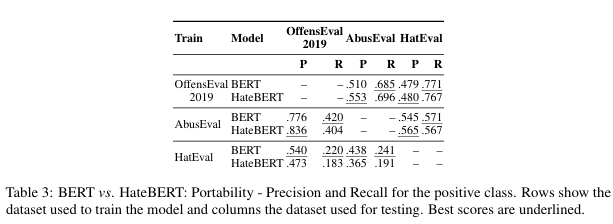 Train Model OffensEval 2019 AbusEval HatEval
P R P R P R
OffensEval 2019 BERT – – .510 .685 .479 .771
HateBERT – – .553 .696 .480 .767
AbusEval BERT .776 .420 – – .545 .571
HateBERT .836 .404 – – .565 .567
HatEval BERT .540 .220 .438 .241 – –
HateBERT .473 .183 .365 .191 – –
Table 3: BERT vs. HateBERT: Portability - Precision and Recall for the positive class. Rows show the
dataset used to train the model and columns the dataset used for testing. Best scores are underlined.